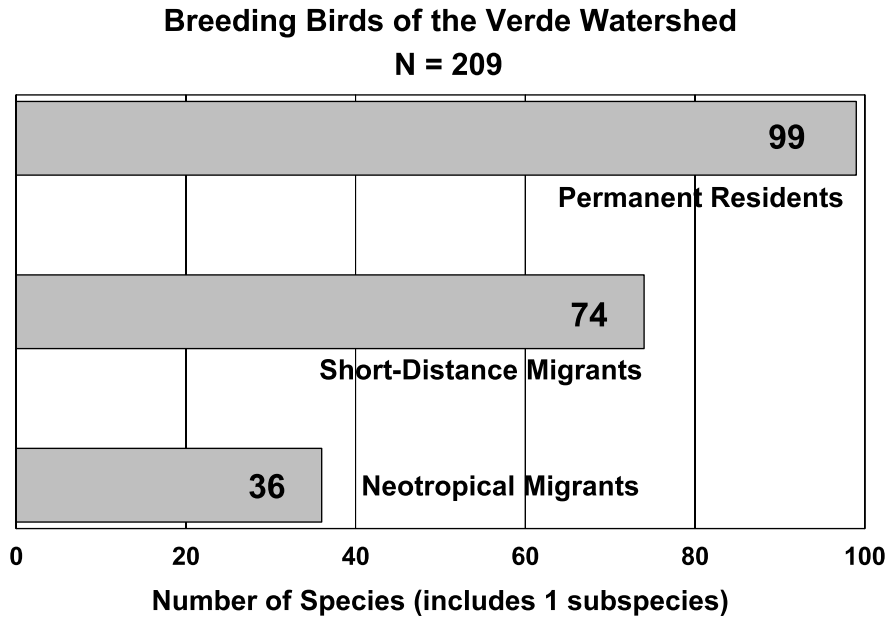 Breeding Birds of the Verde Watershed
N = 209
99
Permanent Residents
74
Short-Distance Migrants
36 Neotropical Migrants
0 20 40 60 80 100
Number of Species (includes 1 subspecies)